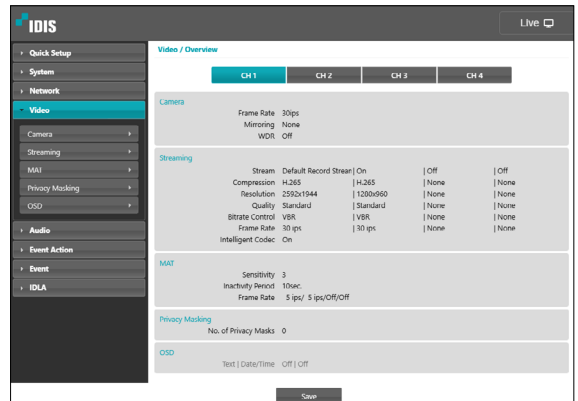 IDIS
Live
Quick Setup
System
Network
Video
Camera
Streaming
MAT
Privacy Masking
OSD
Audio
Event Action
Event
IDLA
Video / Overview
CH 1 CH 2 CH 3 CH 4
Camera
Frame Rate 30ips
Mirroring None
WDR Off
Streaming
Stream Default Record Strean | On | Off | Off
Compression H.265 | H.265 | None | None
Resolution 2592x1944 | 1280x960 | None | None
Quality Standard | Standard | None | None
Bitrate Control VBR | VBR | None | None
Frame Rate 30 ips | 30 ips | None | None
Intelligent Codec On
MAT
Sensitivity 3
Inactivity Period 10sec.
Frame Rate 5 ips/ 5 ips/Off/Off
Privacy Masking
No. of Privacy Masks 0
OSD
Text | Date/Time Off | Off
Save